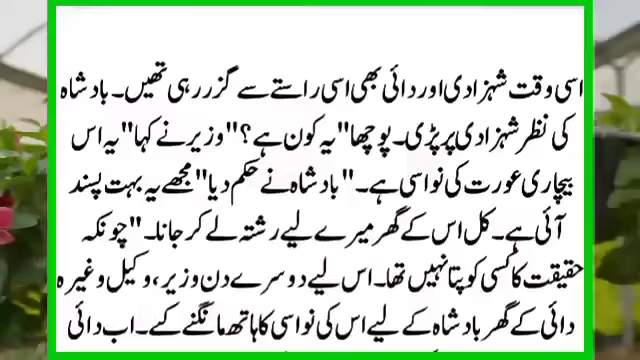 اسی وقت شہزادی اور دائی بھی اسی راستے سے گزر رہی تھیں۔ بادشاہ
کی نظر شہزادی پر پڑی۔ پوچھا "یہ کون ہے؟" وزیر نے کہا "یہ اس
بیچاری عورت کی نواسی ہے۔" بادشاہ نے حکم دیا "مجھے یہ بہت پسند
آئی ہے۔ کل اس کے گھر میرے لیے رشتہ لے کر جانا۔" چونکہ
حقیقت کا کسی کو پتا نہیں تھا۔ اس لیے دوسرے دن وزیر، وکیل وغیرہ
دائی کے گھر بادشاہ کے لیے اس کی نواسی کا ہاتھ مانگنے گئے۔ اب دائی